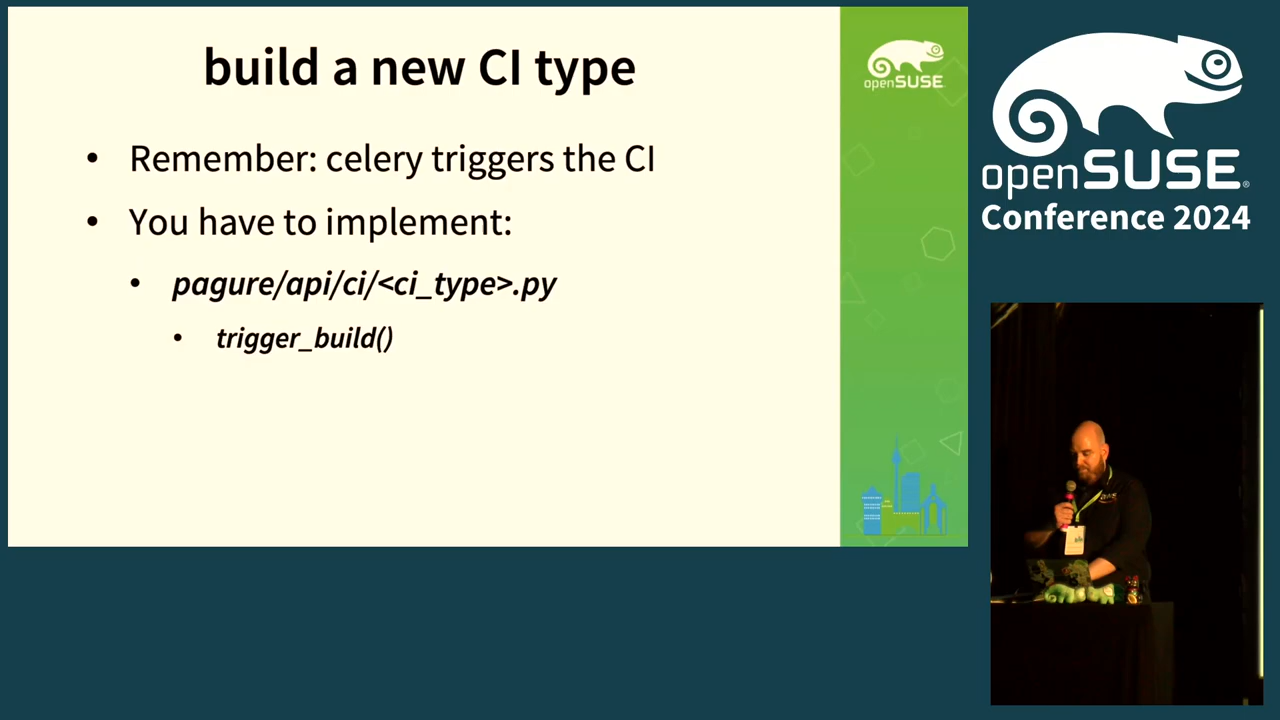 build a new CI type
• Remember: celery triggers the CI
• You have to implement:
• pagure/api/ci/<ci_type>.py
• trigger_build()
openSUSE
openSUSE®
Conference 2024